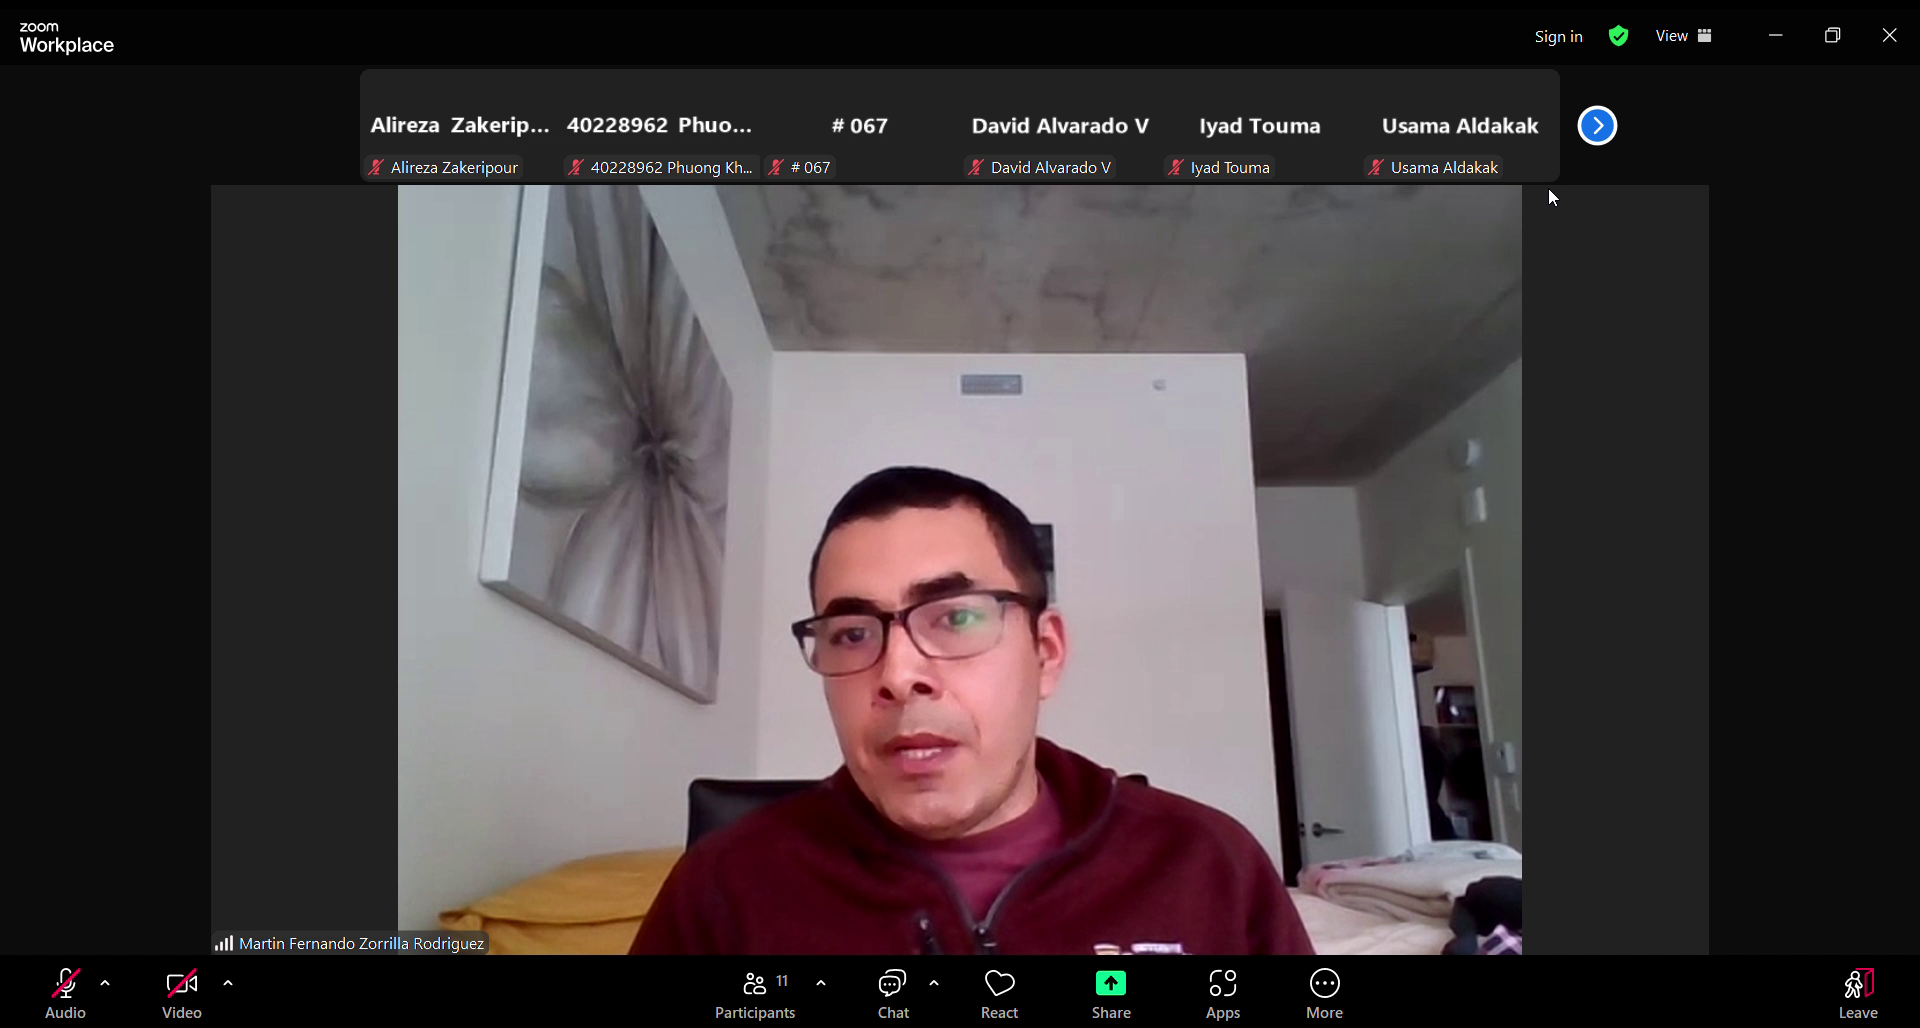 zoom
Workplace
Sign in
View
Alireza Zakerip...
40228962 Phuo...
# 067
David Alvarado V
Iyad Touma
Usama Aldakak
Alireza Zakeripour
40228962 Phuong Kh...
# 067
David Alvarado V
Iyad Touma
Usama Aldakak
Martin Fernando Zorrilla Rodriguez
11
Audio
Video
Participants
Chat
React
Share
Apps
More
Leave